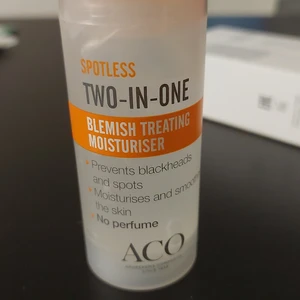 SPOTLESS
TWO-IN-ONE
BLEMISH TREATING
MOISTURISER
Prevents blackheads
and spots
Moisturises and smooths
the skin
No perfume
ACO